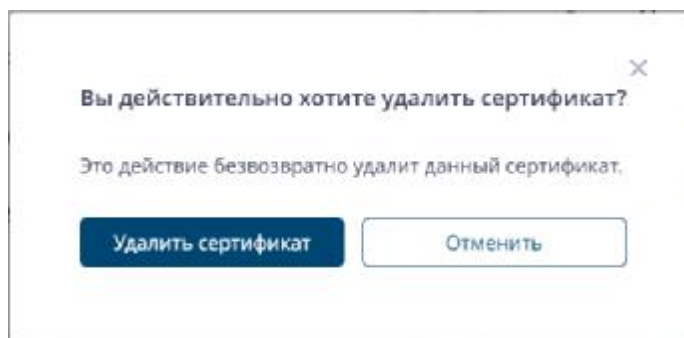 Вы действительно хотите удалить сертификат?
Это действие безвозвратно удалит данный сертификат.
Удалить сертификат
Отменить